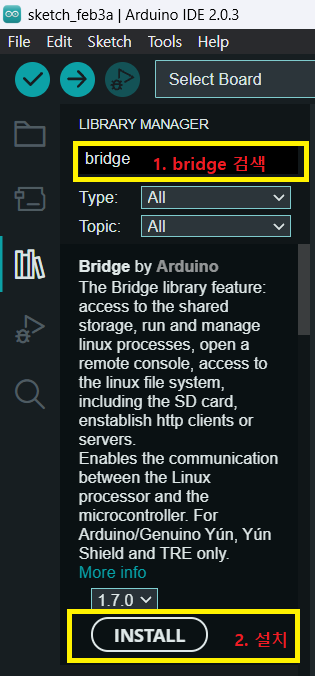 sketch_feb3a | Arduino IDE 2.0.3
File Edit Sketch Tools Help
Select Board
LIBRARY MANAGER
bridge 1. bridge 검색
Type: All
Topic: All
Bridge by Arduino
The Bridge library feature:
access to the shared
storage, run and manage
linux processes, open a
remote console, access to
the linux file system,
including the SD card,
enstablish http clients or
servers.
Enables the communication
between the Linux
processor and the
microcontroller. For
Arduino/Genuino Yún, Yún
Shield and TRE only.
More info
1.7.0
INSTALL 2. 설치